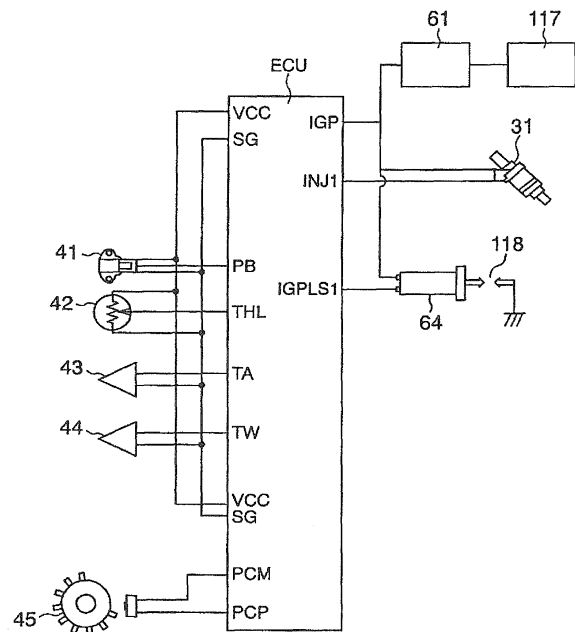 61
117
ECU
VCC
SG
IGP
31
INJ1
41
PB
118
42
THL
IGPLS1
64
43
TA
44
TW
VCC
SG
PCM
45
PCP